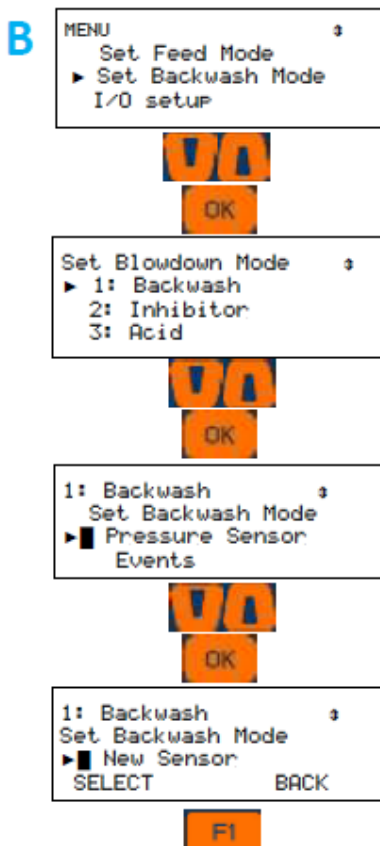 B
MENU
Set Feed Mode
► Set Backwash Mode
I/O setup
OK
Set Blowdown Mode
► 1: Backwash
2: Inhibitor
3: Acid
OK
1: Backwash
Set Backwash Mode
►█ Pressure Sensor
Events
OK
1: Backwash
Set Backwash Mode
►█ New Sensor
SELECT BACK
F1